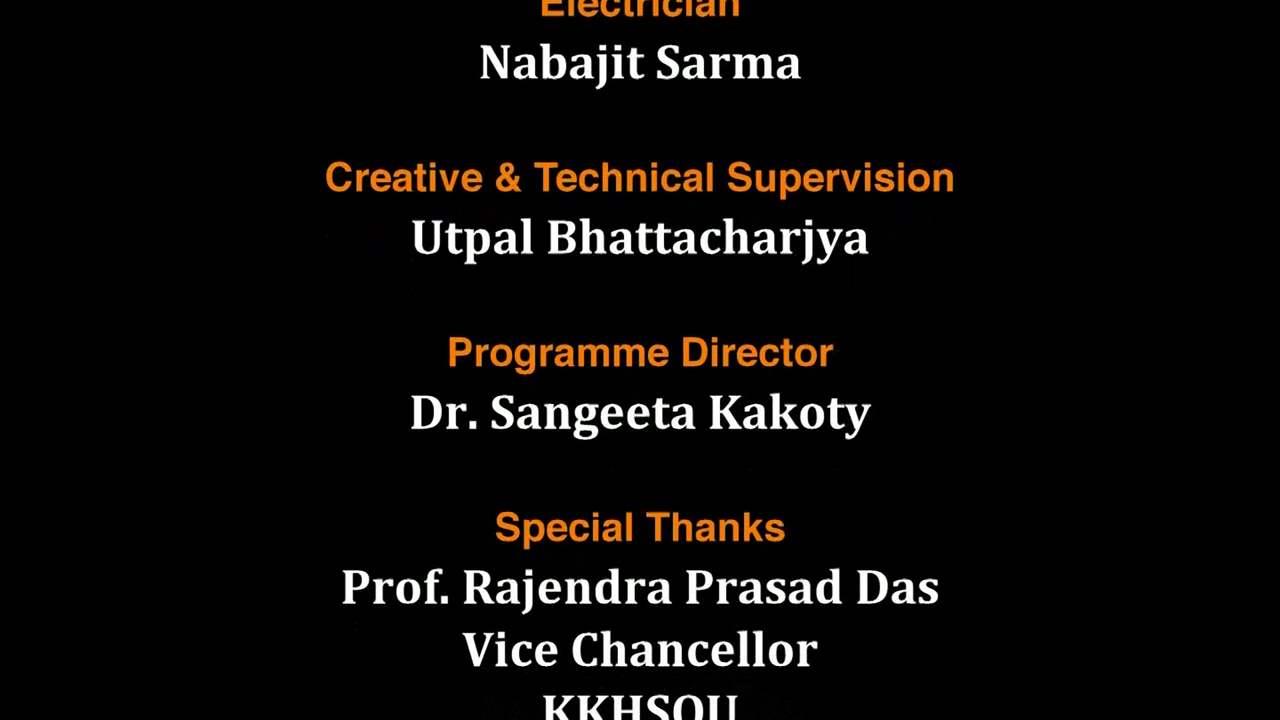 Electrician
Nabajit Sarma
Creative & Technical Supervision
Utpal Bhattacharjya
Programme Director
Dr. Sangeeta Kakoty
Special Thanks
Prof. Rajendra Prasad Das
Vice Chancellor
KKHSOU